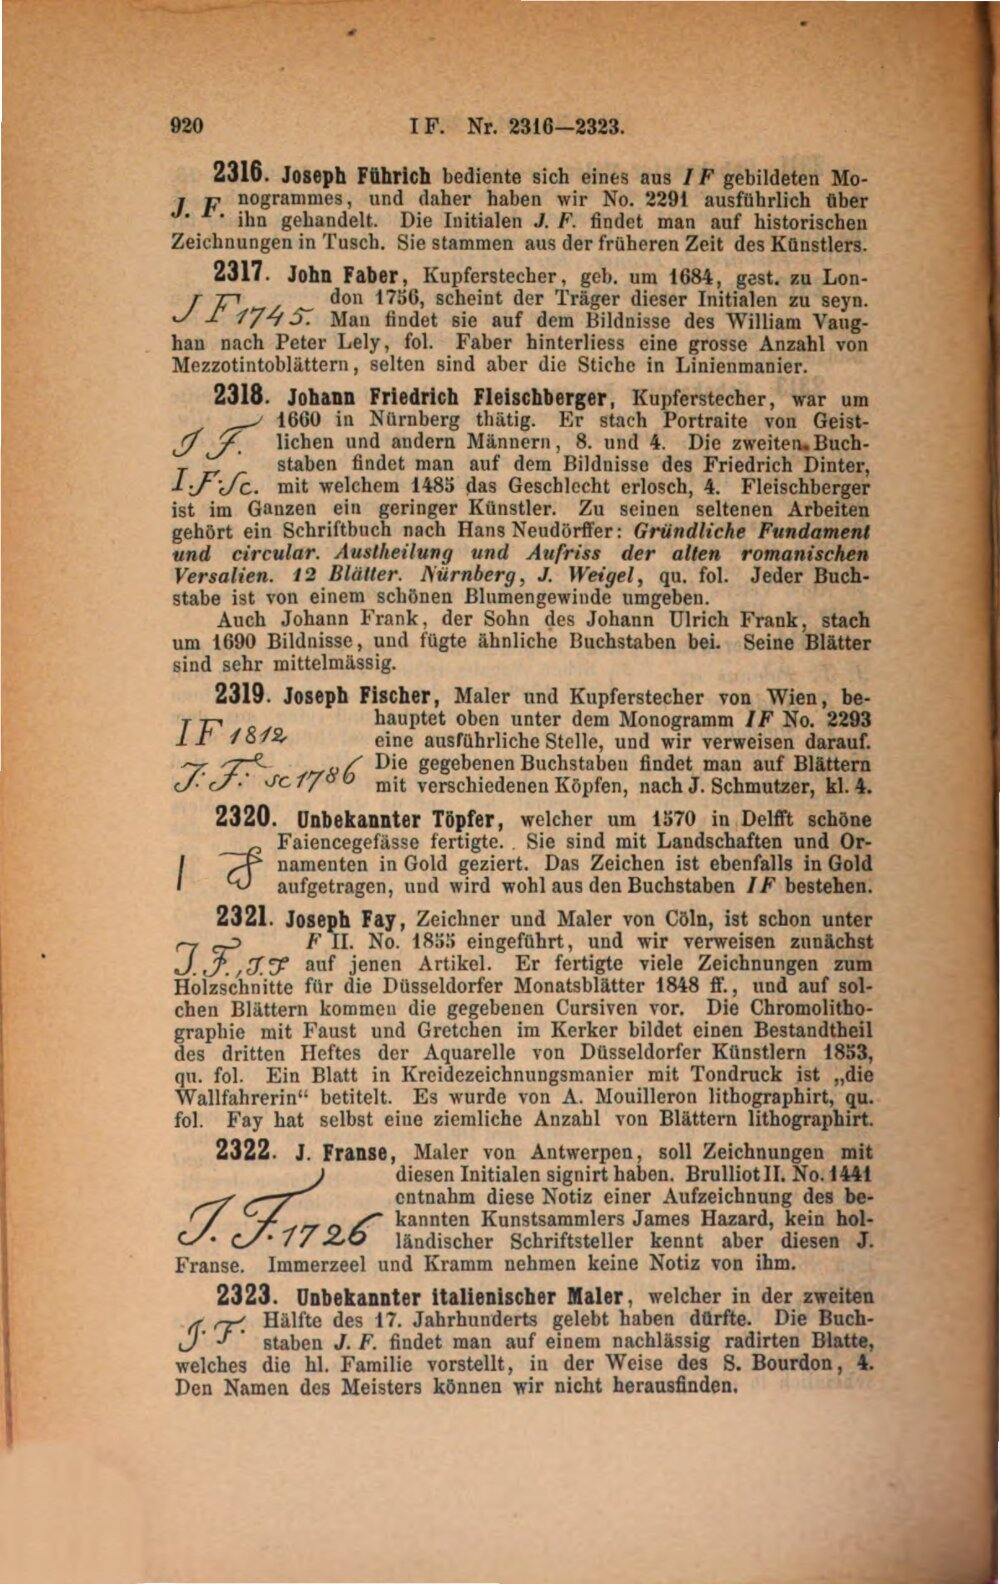 920
I F. Nr. 2316—2323.
2316. Joseph Führich bediente sich eines aus I F gebildeten Mo-
J. F. nogrammes, und daher haben wir No. 2291 ausführlich über
ihn gehandelt. Die Initialen J. F. findet man auf historischen
Zeichnungen in Tusch. Sie stammen aus der früheren Zeit des Künstlers.
2317. John Faber, Kupferstecher, geb. um 1684, gest. zu Lon-
J F 1745. don 1756, scheint der Träger dieser Initialen zu seyn.
Man findet sie auf dem Bildnisse des William Vaug-
han nach Peter Lely, fol. Faber hinterliess eine grosse Anzahl von
Mezzotintoblättern, selten sind aber die Stiche in Linienmanier.
2318. Johann Friedrich Fleischberger, Kupferstecher, war um
1660 in Nürnberg thätig. Er stach Portraite von Geist-
J F. lichen und andern Männern, 8. und 4. Die zweiten Buch-
staben findet man auf dem Bildnisse des Friedrich Dinter,
I. F: Sc. mit welchem 1485 das Geschlecht erlosch, 4. Fleischberger
ist im Ganzen ein geringer Künstler. Zu seinen seltenen Arbeiten
gehört ein Schriftbuch nach Hans Neudörffer: Gründliche Fundament
und circular. Austheilung und Aufriss der alten romanischen
Versalien. 12 Blätter. Nürnberg, J. Weigel, qu. fol. Jeder Buch-
stabe ist von einem schönen Blumengewinde umgeben.
Auch Johann Frank, der Sohn des Johann Ulrich Frank, stach
um 1690 Bildnisse, und fügte ähnliche Buchstaben bei. Seine Blätter
sind sehr mittelmässig.
2319. Joseph Fischer, Maler und Kupferstecher von Wien, be-
hauptet oben unter dem Monogramm IF No. 2293
I F 1812 eine ausführliche Stelle, und wir verweisen darauf.
Die gegebenen Buchstaben findet man auf Blättern
J. F: sc 1786 mit verschiedenen Köpfen, nach J. Schmutzer, kl. 4.
2320. Unbekannter Töpfer, welcher um 1570 in Delfft schöne
Faiencegefässe fertigte. Sie sind mit Landschaften und Or-
I F namenten in Gold geziert. Das Zeichen ist ebenfalls in Gold
aufgetragen, und wird wohl aus den Buchstaben IF bestehen.
2321. Joseph Fay, Zeichner und Maler von Cöln, ist schon unter
F II. No. 1855 eingeführt, und wir verweisen zunächst
J. F., J. F auf jenen Artikel. Er fertigte viele Zeichnungen zum
Holzschnitte für die Düsseldorfer Monatsblätter 1848 ff., und auf sol-
chen Blättern kommen die gegebenen Cursiven vor. Die Chromolitho-
graphie mit Faust und Gretchen im Kerker bildet einen Bestandtheil
des dritten Heftes der Aquarelle von Düsseldorfer Künstlern 1853,
qu. fol. Ein Blatt in Kreidezeichnungsmanier mit Tondruck ist „die
Wallfahrerin“ betitelt. Es wurde von A. Mouilleron lithographirt, qu.
fol. Fay hat selbst eine ziemliche Anzahl von Blättern lithographirt.
2322. J. Franse, Maler von Antwerpen, soll Zeichnungen mit
diesen Initialen signirt haben. Brulliot II. No. 1441
entnahm diese Notiz einer Aufzeichnung des be-
J. F. 1726 kannten Kunstsammlers James Hazard, kein hol-
ländischer Schriftsteller kennt aber diesen J.
Franse. Immerzeel und Kramm nehmen keine Notiz von ihm.
2323. Unbekannter italienischer Maler, welcher in der zweiten
J. F. Hälfte des 17. Jahrhunderts gelebt haben dürfte. Die Buch-
staben J. F. findet man auf einem nachlässig radirten Blatte,
welches die hl. Familie vorstellt, in der Weise des S. Bourdon, 4.
Den Namen des Meisters können wir nicht herausfinden.